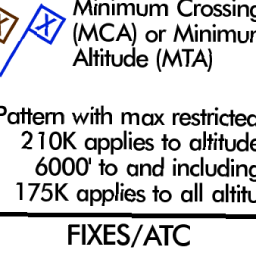 X
Minimum Crossing
(MCA) or Minimum
Altitude (MTA)
Pattern with max restricted
210K applies to altitude
6000' to and including
175K applies to all altitu
FIXES/ATC